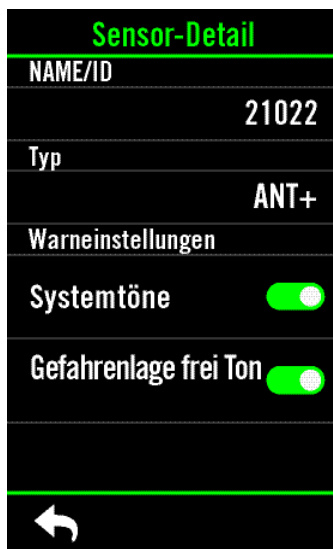 Sensor-Detail
NAME/ID
21022
Typ
ANT+
Warneinstellungen
Systemtöne
Gefahrenlage frei Ton